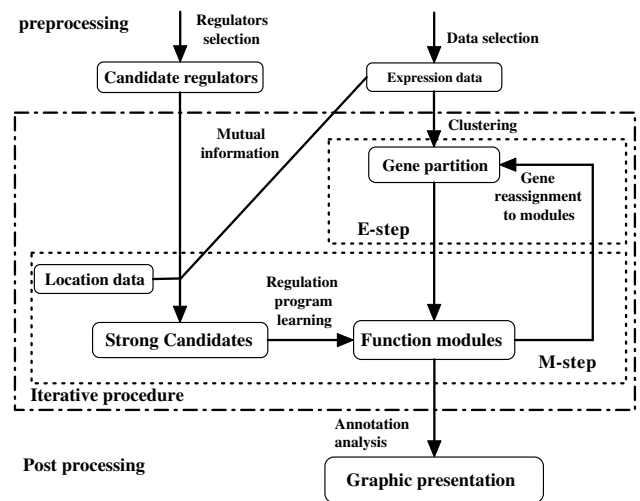 preprocessing
Regulators
selection
Data selection
Candidate regulators
Expression data
Mutual
information
Clustering
Gene partition
Gene
reassignment
to modules
E-step
Location data
Regulation
program
learning
Strong Candidates
Function modules
M-step
Iterative procedure
Annotation
analysis
Post processing
Graphic presentation